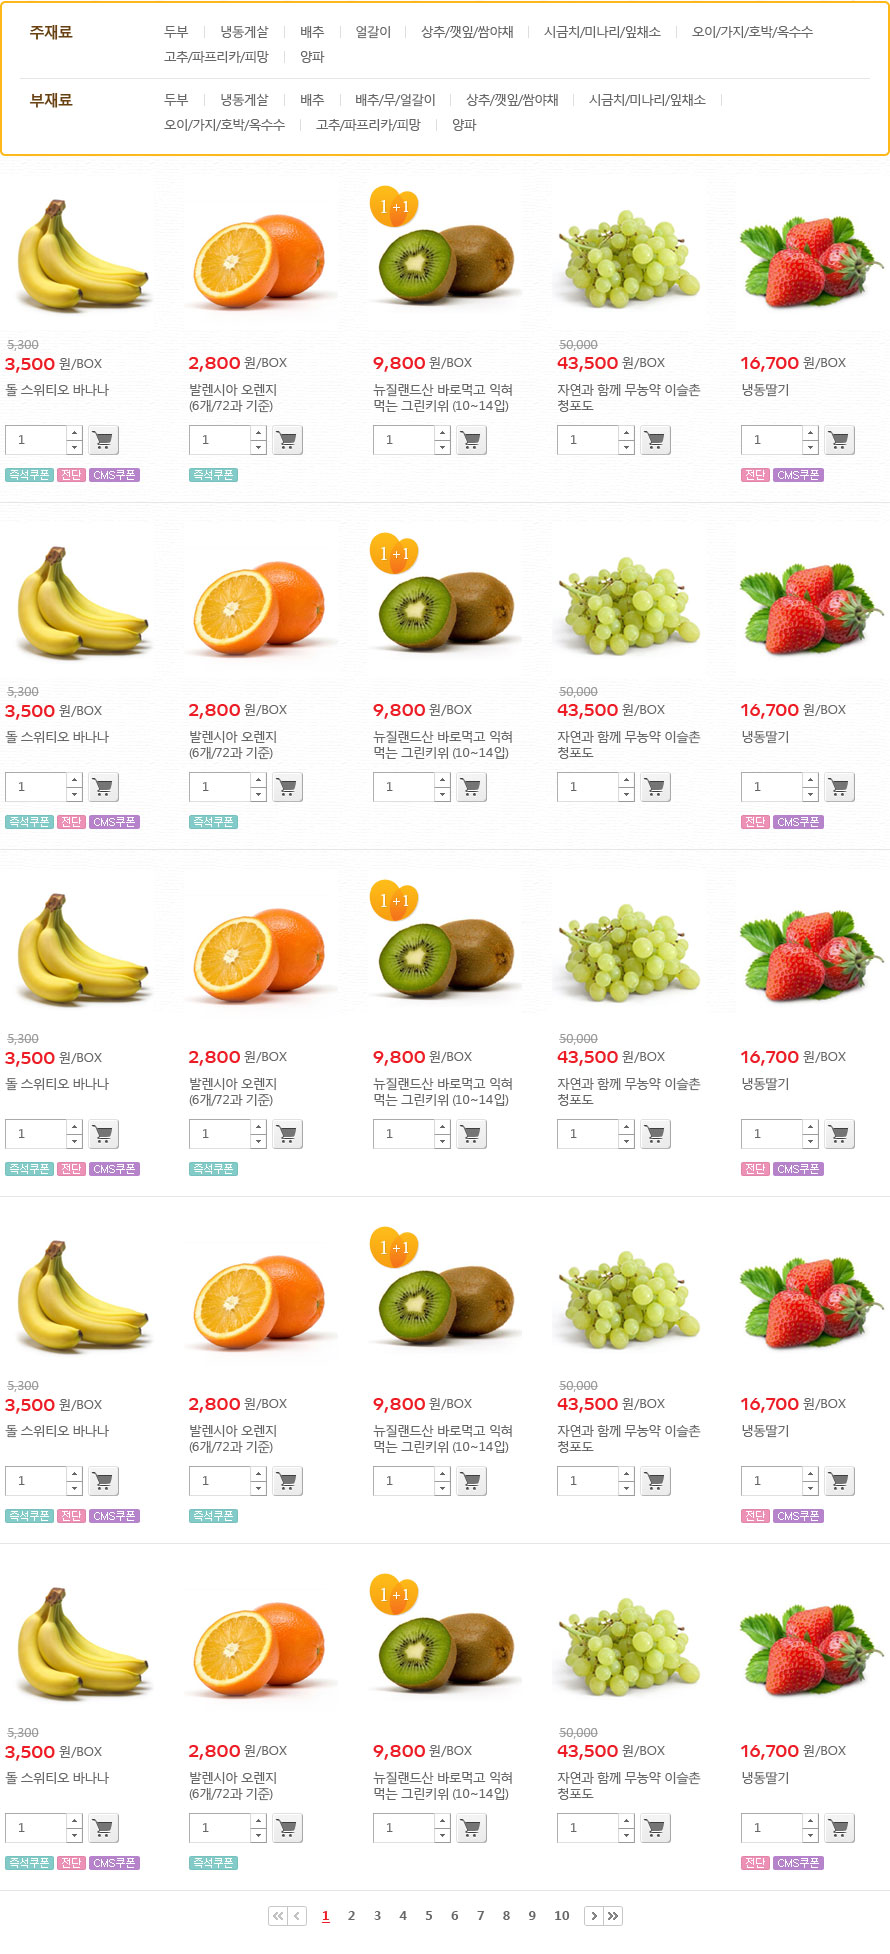 주재료 두부 냉동게살 배추 얼갈이 상추/깻잎/쌈야채 시금치/미나리/잎채소 오이/가지/호박/옥수수
고추/파프리카/피망 양파
부재료 두부 냉동게살 배추 배추/무/얼갈이 상추/깻잎/쌈야채 시금치/미나리/잎채소
오이/가지/호박/옥수수 고추/파프리카/피망 양파
1+1
5,300 50,000
3,500 원/BOX 2,800 원/BOX 9,800 원/BOX 43,500 원/BOX 16,700 원/BOX
돌 스위티오 바나나 발렌시아 오렌지 뉴질랜드산 바로먹고 익혀 자연과 함께 무농약 이슬촌 냉동딸기
(6개/72과 기준) 먹는 그린키위 (10~14입) 청포도
1 1 1 1 1
즉석쿠폰 전단 CMS쿠폰 즉석쿠폰 전단 CMS쿠폰
1+1
5,300 50,000
3,500 원/BOX 2,800 원/BOX 9,800 원/BOX 43,500 원/BOX 16,700 원/BOX
돌 스위티오 바나나 발렌시아 오렌지 뉴질랜드산 바로먹고 익혀 자연과 함께 무농약 이슬촌 냉동딸기
(6개/72과 기준) 먹는 그린키위 (10~14입) 청포도
1 1 1 1 1
즉석쿠폰 전단 CMS쿠폰 즉석쿠폰 전단 CMS쿠폰
1+1
5,300 50,000
3,500 원/BOX 2,800 원/BOX 9,800 원/BOX 43,500 원/BOX 16,700 원/BOX
돌 스위티오 바나나 발렌시아 오렌지 뉴질랜드산 바로먹고 익혀 자연과 함께 무농약 이슬촌 냉동딸기
(6개/72과 기준) 먹는 그린키위 (10~14입) 청포도
1 1 1 1 1
즉석쿠폰 전단 CMS쿠폰 즉석쿠폰 전단 CMS쿠폰
1+1
5,300 50,000
3,500 원/BOX 2,800 원/BOX 9,800 원/BOX 43,500 원/BOX 16,700 원/BOX
돌 스위티오 바나나 발렌시아 오렌지 뉴질랜드산 바로먹고 익혀 자연과 함께 무농약 이슬촌 냉동딸기
(6개/72과 기준) 먹는 그린키위 (10~14입) 청포도
1 1 1 1 1
즉석쿠폰 전단 CMS쿠폰 즉석쿠폰 전단 CMS쿠폰
1+1
5,300 50,000
3,500 원/BOX 2,800 원/BOX 9,800 원/BOX 43,500 원/BOX 16,700 원/BOX
돌 스위티오 바나나 발렌시아 오렌지 뉴질랜드산 바로먹고 익혀 자연과 함께 무농약 이슬촌 냉동딸기
(6개/72과 기준) 먹는 그린키위 (10~14입) 청포도
1 1 1 1 1
즉석쿠폰 전단 CMS쿠폰 즉석쿠폰 전단 CMS쿠폰
1 2 3 4 5 6 7 8 9 10